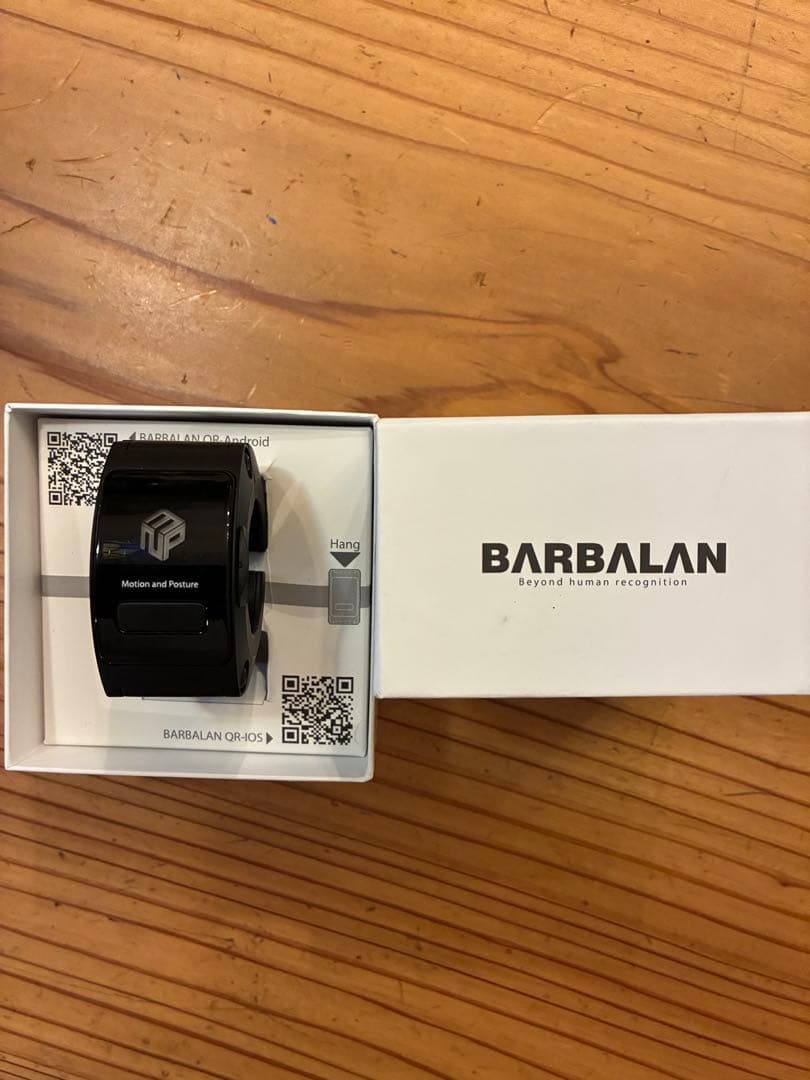 BARBALAN QR-Android
Motion and Posture
Hang
BARBALAN QR-IOS
BARBALAN
Beyond human recognition